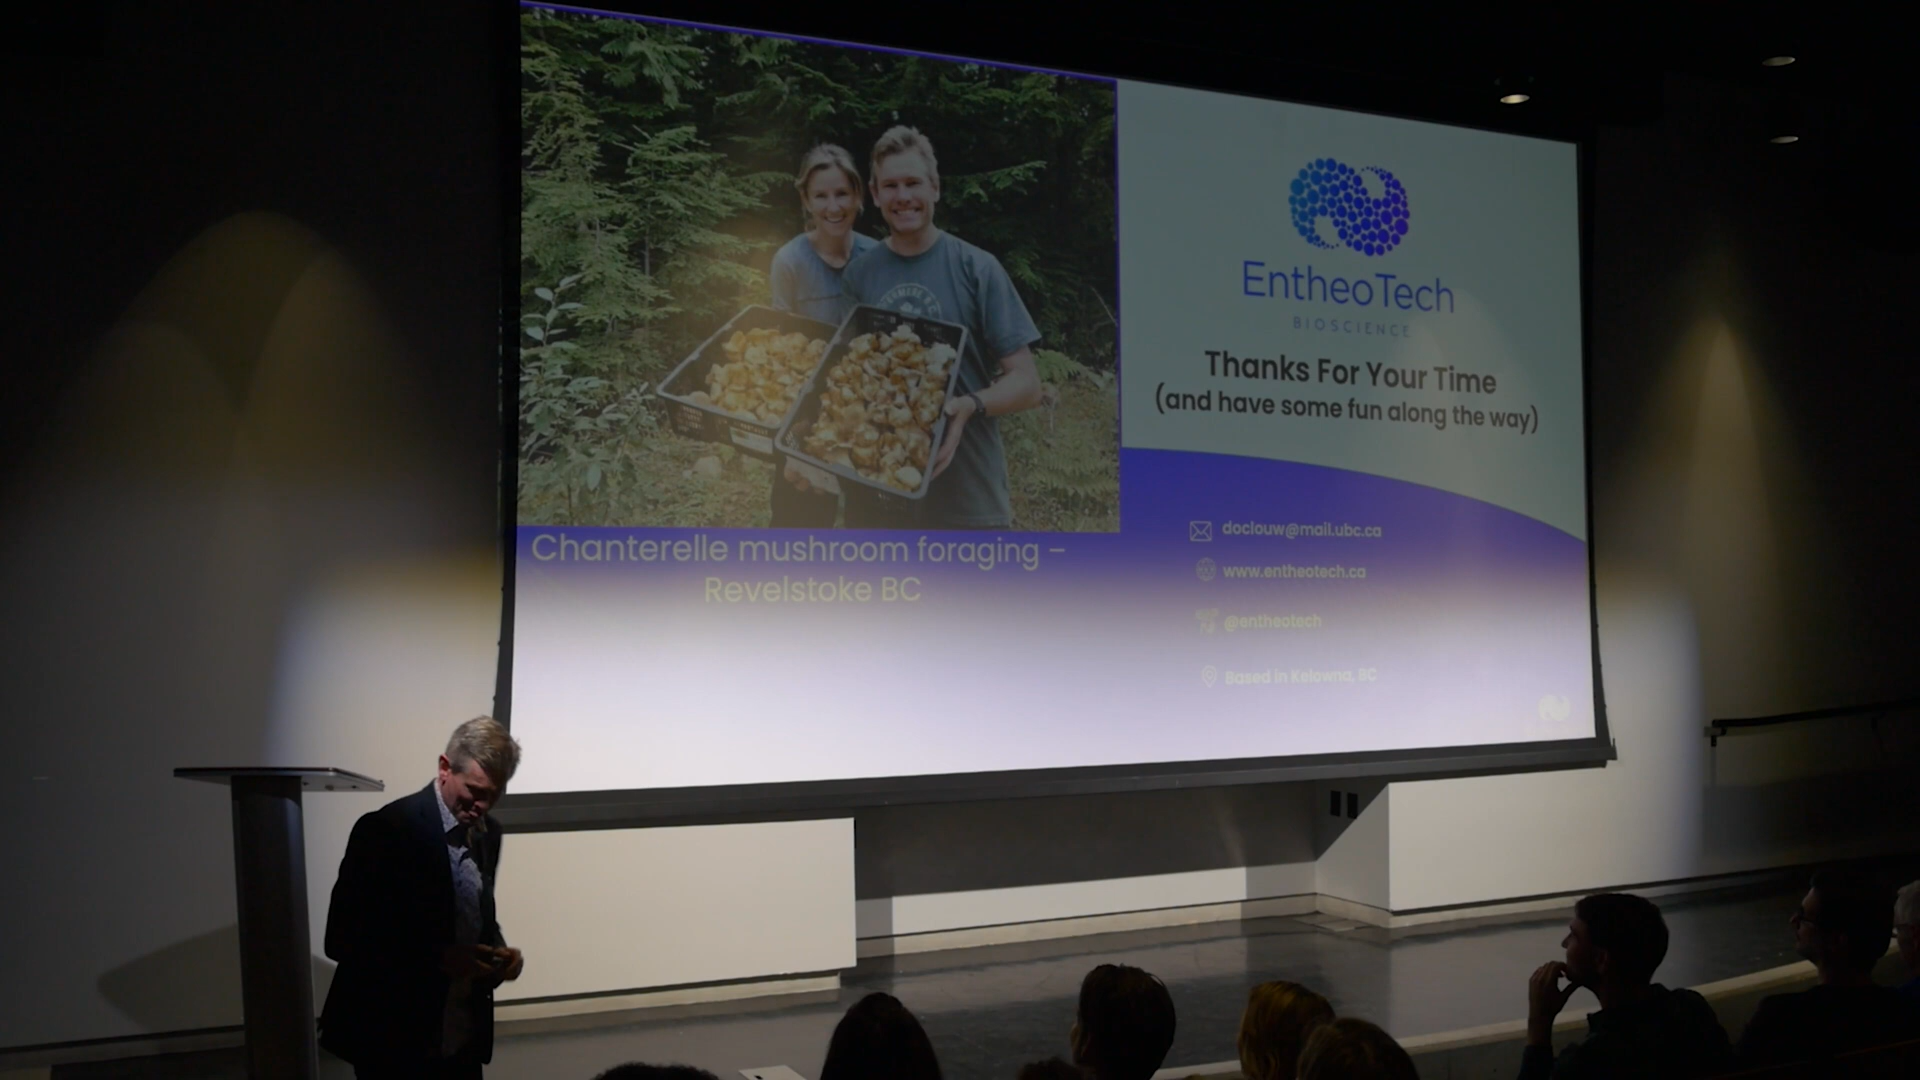 Chanterelle mushroom foraging –
Revelstoke BC
EntheoTech
BIOSCIENCE
Thanks For Your Time
(and have some fun along the way)
doclouw@mail.ubc.ca
www.entheotech.ca
@entheotech
Based in Kelowna, BC